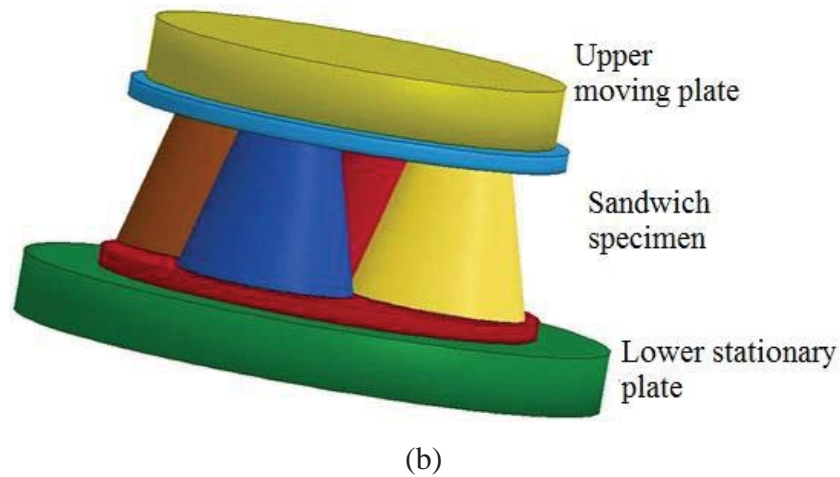 Upper
moving plate
Sandwich
specimen
Lower stationary
plate
(b)